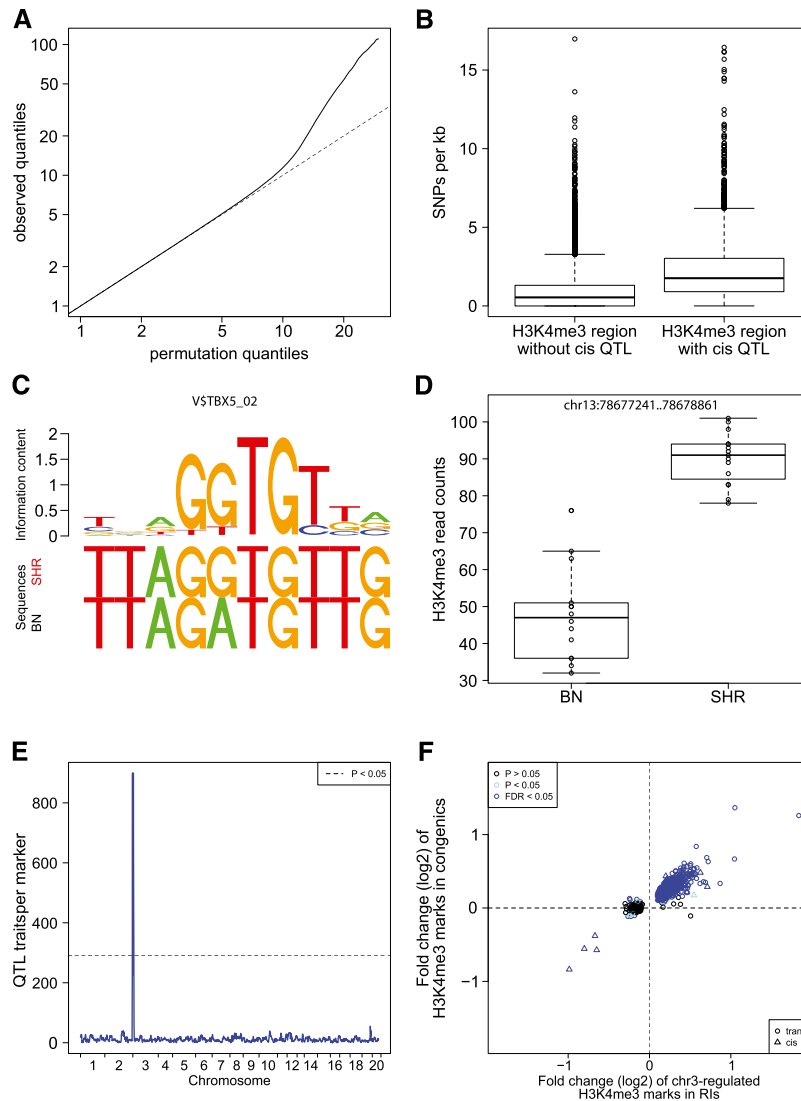 A
100
50
20
10
5
2
1
observed quantiles
1
2
5
10
20
permutation quantiles
B
15
10
5
0
SNPs per kb
H3K4me3 region
without cis QTL
H3K4me3 region
with cis QTL
C
V$TBX5_02
2
1.5
1
0.5
0
Information content
Sequences
SHR
BN
TTAGGTGTTG
TTAGATGTTG
D
chr13:78677241..78678861
100
90
80
70
60
50
40
30
H3K4me3 read counts
BN
SHR
E
P < 0.05
800
600
400
200
0
QTL traitsper marker
1 2 3 4 5 6 7 8 9 10 12 14 16 18 20
Chromosome
F
P > 0.05
P < 0.05
FDR < 0.05
1
0
−1
Fold change (log2) of
H3K4me3 marks in congenics
tran
cis
−1
0
1
Fold change (log2) of chr3-regulated
H3K4me3 marks in RIs